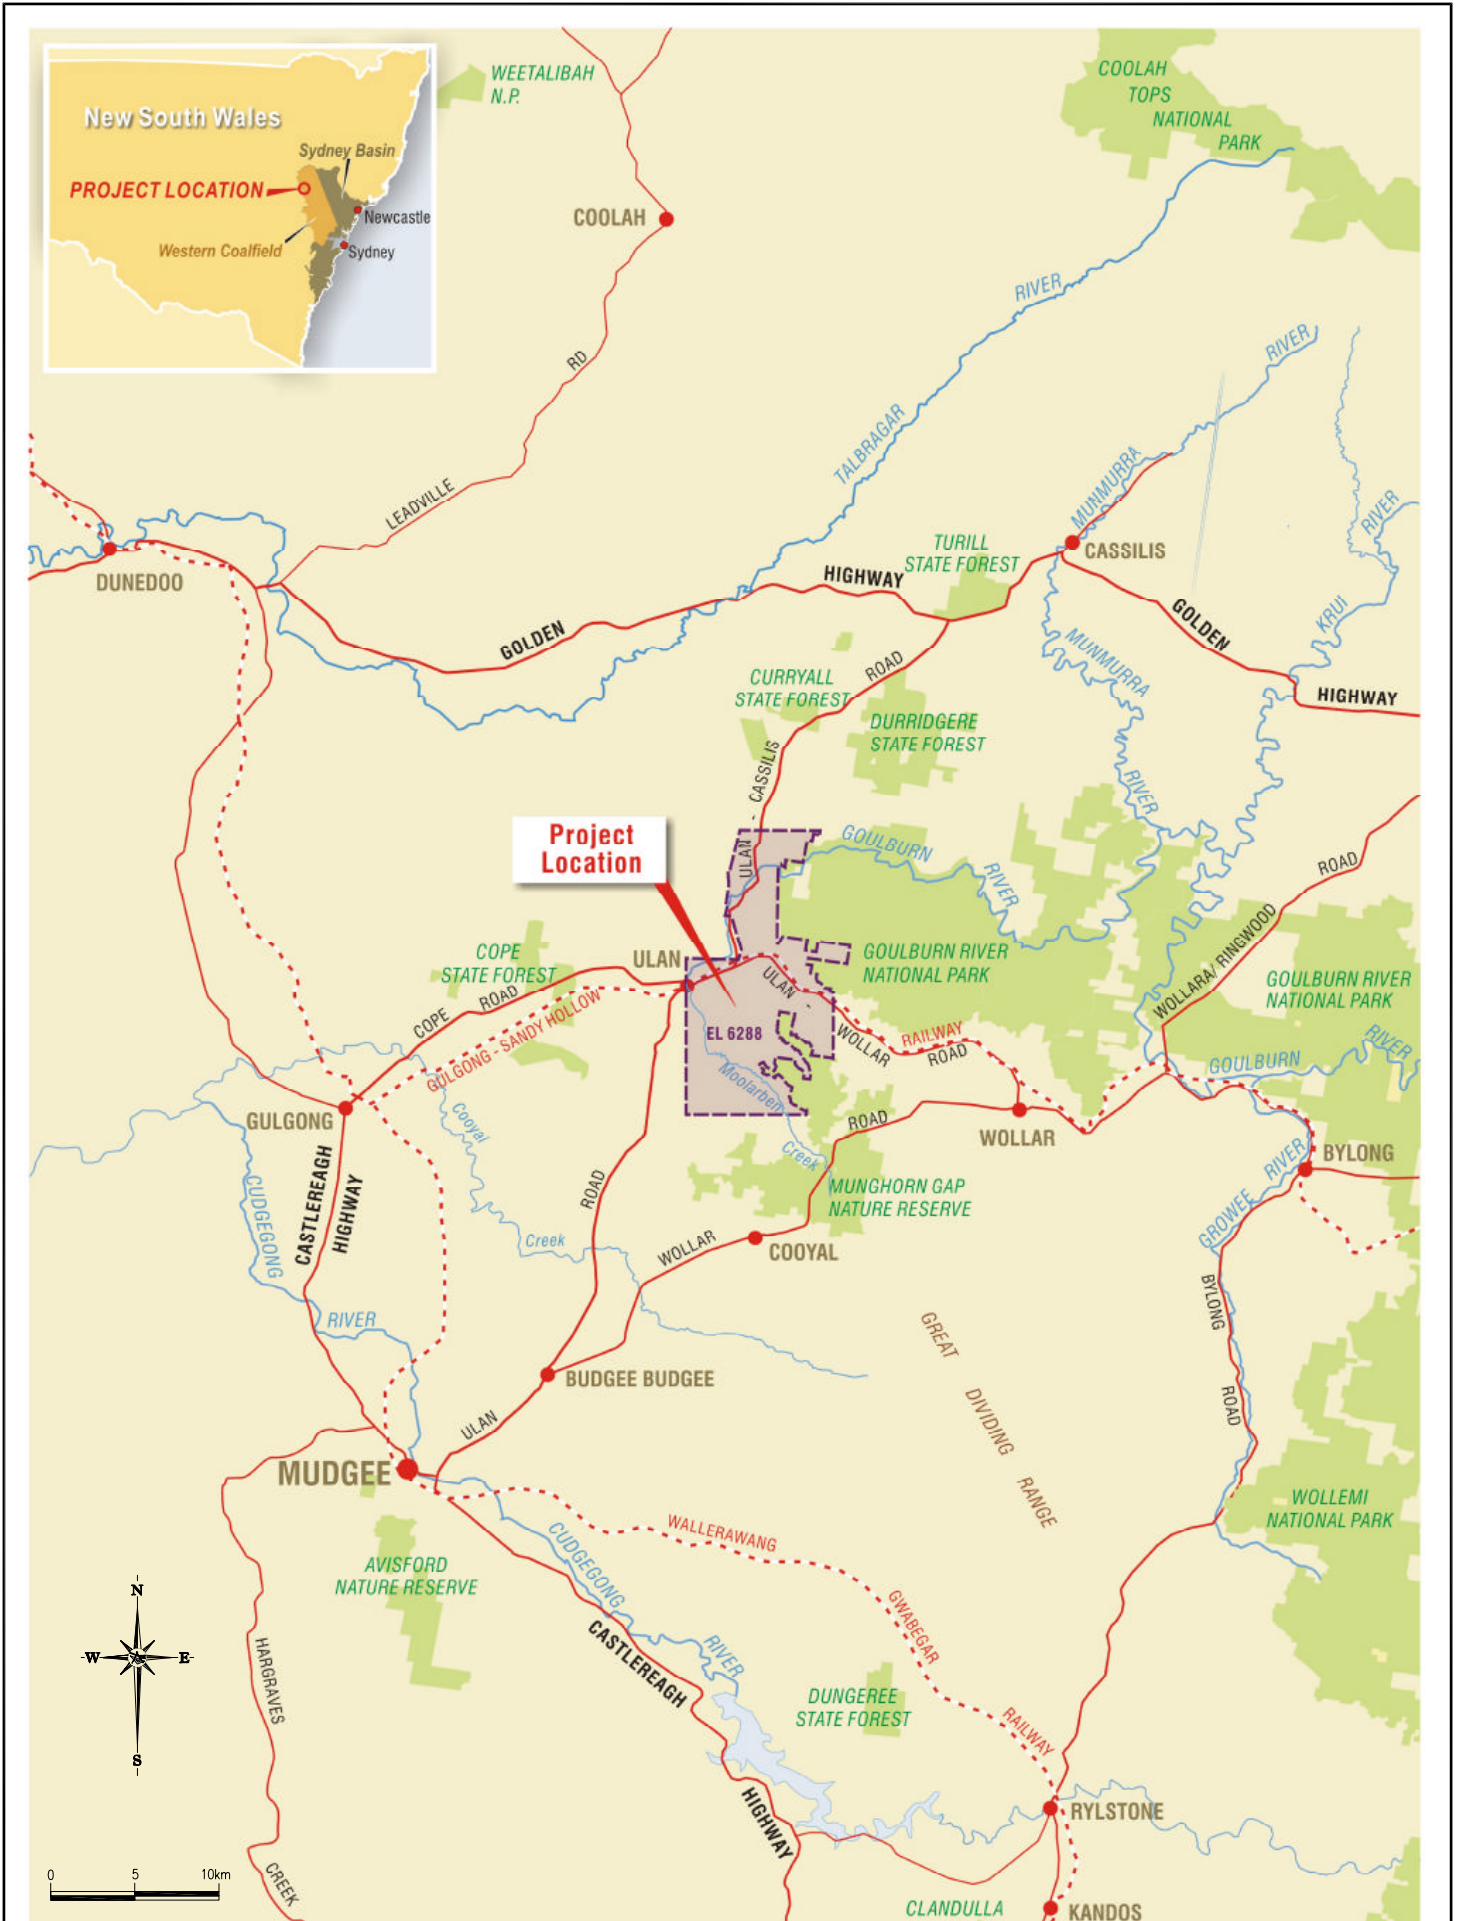 WEETALIBAH
N.P.
COOLAH
TOPS
NATIONAL
PARK
New South Wales
Sydney Basin
PROJECT LOCATION
Newcastle
Western Coalfield
Sydney
COOLAH
RIVER
RIVER
RD
TALBRAGAR
MUNMURRA
LEADVILLE
RIVER
TURILL
STATE FOREST
CASSILIS
DUNEDOO
HIGHWAY
GOLDEN
GOLDEN
KRUI
MUNMURRA
CURRYALL
STATE FOREST
ROAD
HIGHWAY
DURRIDGERE
STATE FOREST
ULAN - CASSILIS
RIVER
Project
Location
GOULBURN
RIVER
ROAD
WOLLARA/ RINGWOOD
COPE
STATE FOREST
ULAN
GOULBURN RIVER
NATIONAL PARK
GOULBURN RIVER
NATIONAL PARK
COPE ROAD
GULGONG - SANDY HOLLOW
RAILWAY
ULAN - WOLLAR ROAD
EL 6288
GOULBURN
RIVER
Moolarben
Creek
GULGONG
Cooyal
Creek
ROAD
WOLLAR
BYLONG
CASTLEREAGH
HIGHWAY
CUDGEGONG
RIVER
ROAD
MUNGHORN GAP
NATURE RESERVE
GROWEE RIVER
WOLLAR
COOYAL
BYLONG
ROAD
GREAT
DIVIDING
RANGE
BUDGEE BUDGEE
ULAN
MUDGEE
WOLLEMI
NATIONAL PARK
WALLERAWANG
GWABEGAR
RAILWAY
AVISFORD
NATURE RESERVE
CUDGEGONG
RIVER
CASTLEREAGH
HIGHWAY
N
W
E
S
HARGRAVES
CREEK
DUNGEREE
STATE FOREST
RYLSTONE
0 5 10km
CLANDULLA
KANDOS